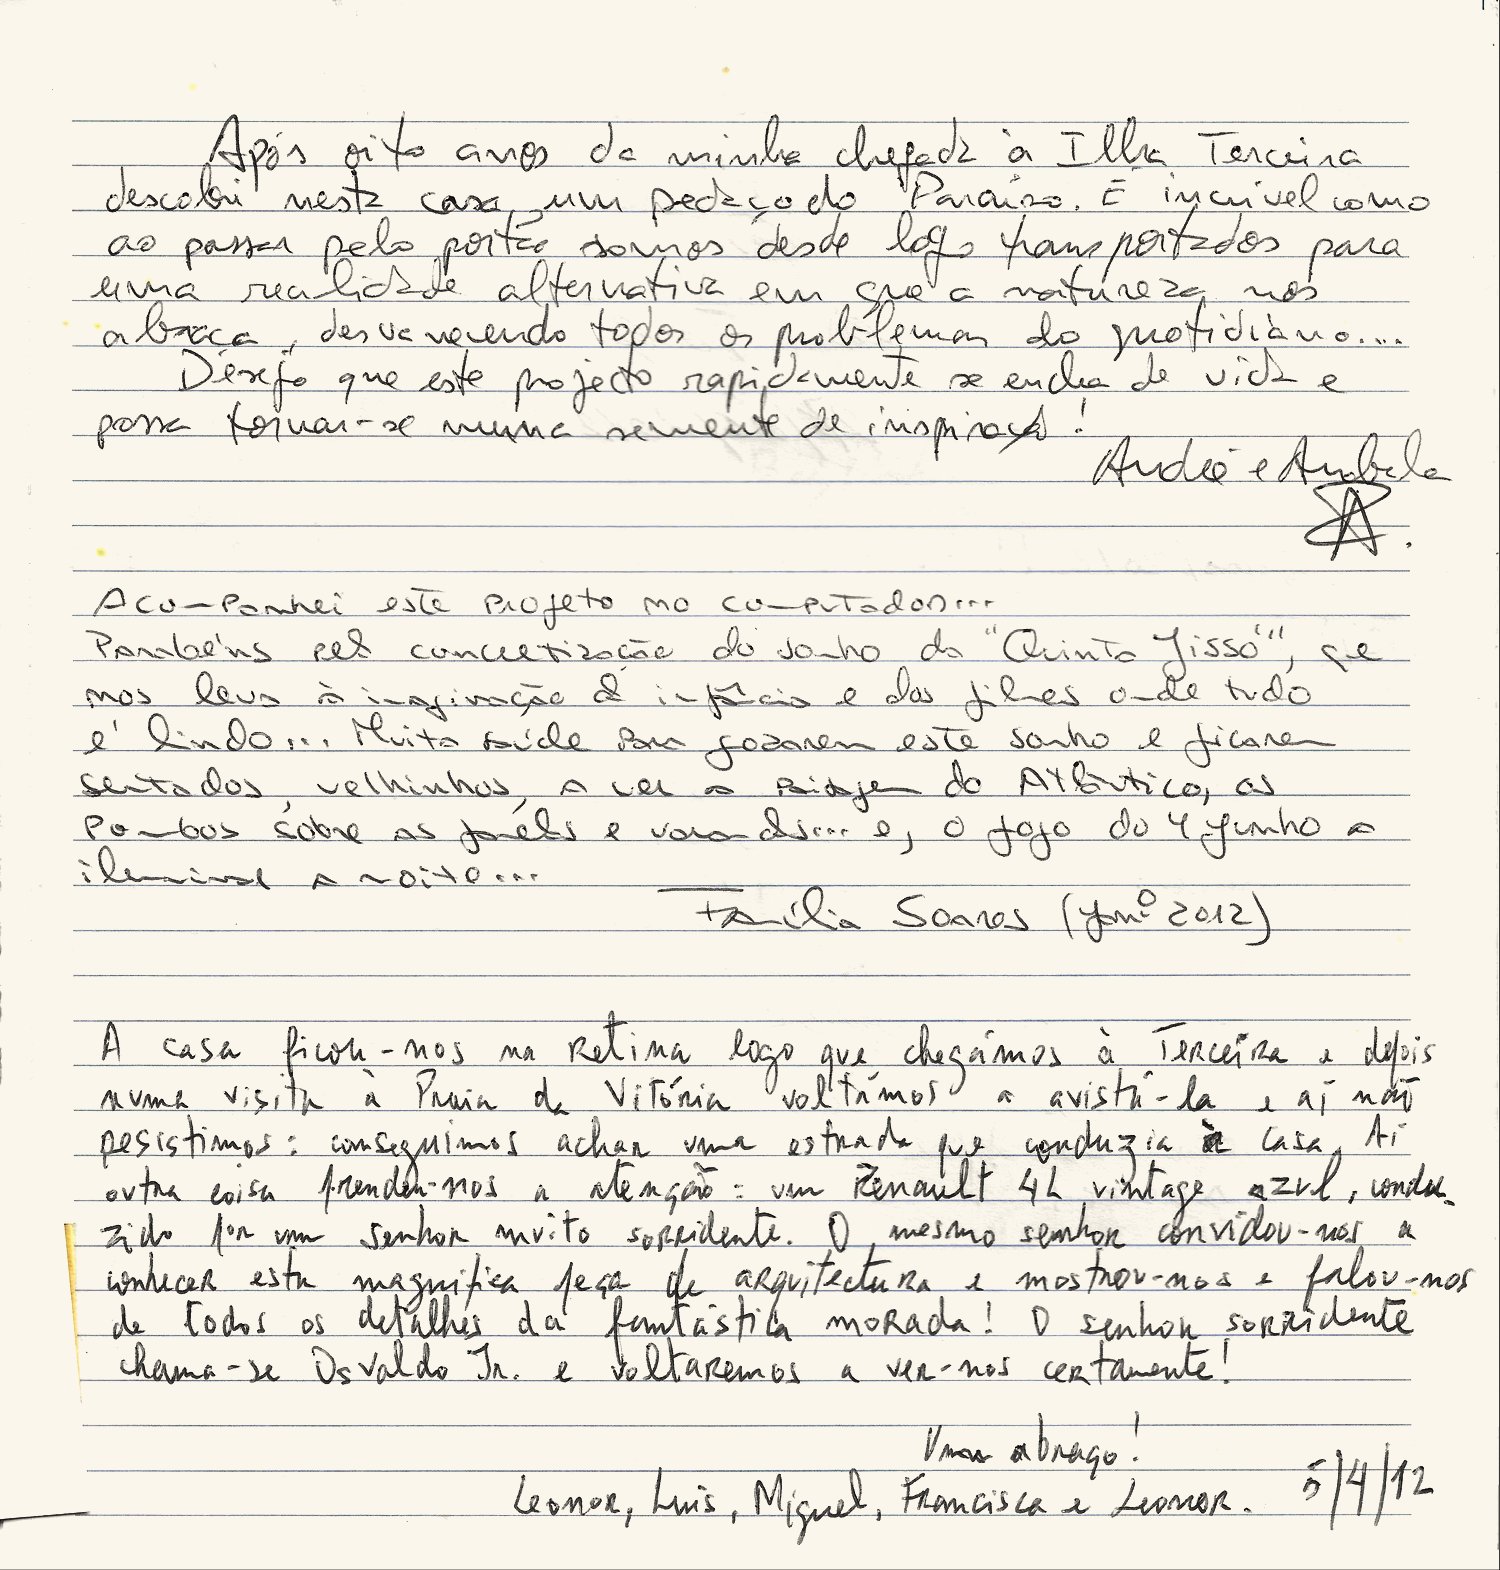 Após oito anos da minha chegada à Ilha Terceira
descobri nesta casa um pedaço do Paraíso. É incrível como
ao passar pelo portão somos desde logo transportados para
uma realidade alternativa em que a natureza nos
abraça, desvanecendo todos os problemas do quotidiano....
Desejo que este projecto rapidamente se encha de vida e
possa tornar-se numa semente de inspiração!
André e Anabela
Acompanhei este projeto no computador...
Parabéns pela concretização do sonho da "Quinta Jisso", que
nos leva à imaginação da infância e dos filmes onde tudo
é lindo... Muita saúde para gozarem este sonho e ficarem
sentados, velhinhos, a ver a paisagem do Atlântico, os
pombos sobre as janelas e varandas... e, o fogo do 4 Junho a
iluminar a noite...
Família Soares (Jan.º 2012)
A casa ficou-nos na retina logo que chegámos à Terceira e depois
numa visita à Praia da Vitória voltámos a avistá-la e aí não
resistimos: conseguimos achar uma estrada que conduzia à casa. Aí
outra coisa prendeu-nos a atenção: um Renault 4L vintage azul, condu-
zido por um senhor muito sorridente. O mesmo senhor convidou-nos a
conhecer esta magnífica peça de arquitectura e mostrou-nos e falou-nos
de todos os detalhes da fantástica morada! O senhor sorridente
chama-se Osvaldo Jr. e voltaremos a ver-nos certamente!
abraço!
Leonor, Luís, Miguel, Francisca e Leonor. 5/4/12